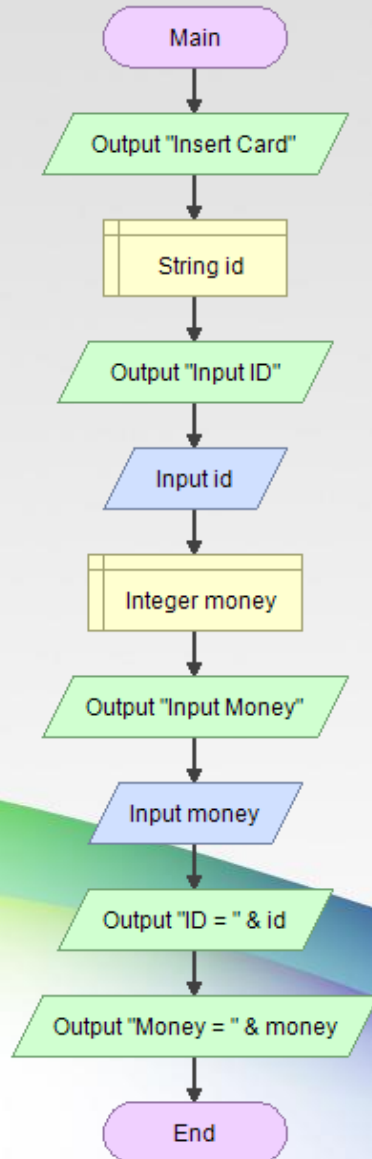 Main
Output "Insert Card"
String id
Output "Input ID"
Input id
Integer money
Output "Input Money"
Input money
Output "ID = " & id
Output "Money = " & money
End